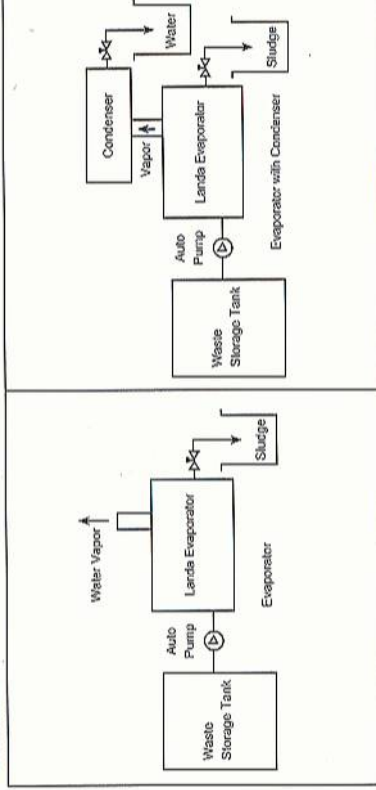 Water Vapor
Auto
Pump
Waste
Storage Tank
Landa Evaporator
Sludge
Evaporator
Condenser
Water
Vapor
Auto
Pump
Waste
Storage Tank
Landa Evaporator
Sludge
Evaporator with Condenser